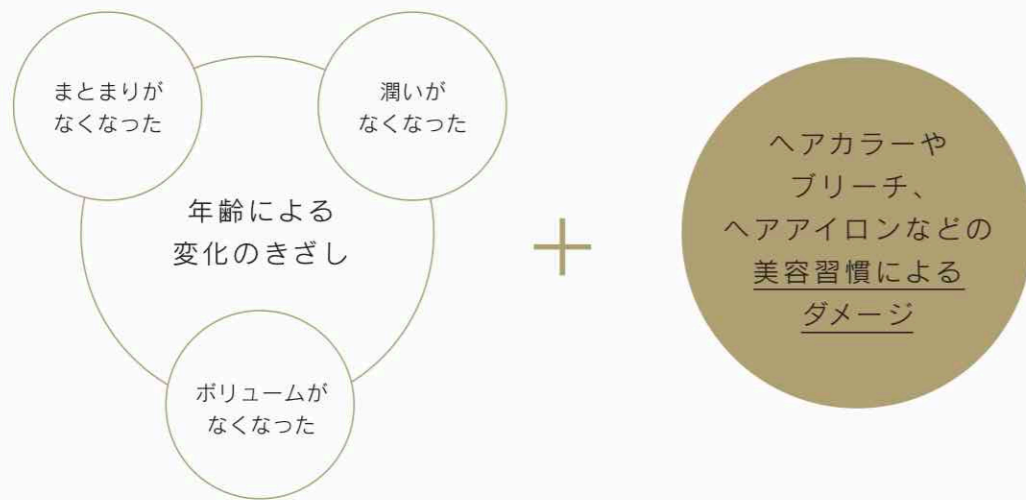 まとまりが
なくなった
潤いが
なくなった
年齢による
変化のきざし
ボリュームが
なくなった
＋
ヘアカラーや
ブリーチ、
ヘアアイロンなどの
美容習慣による
ダメージ